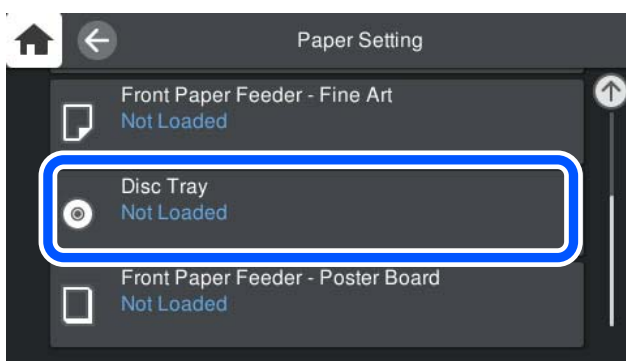 Paper Setting
Front Paper Feeder - Fine Art
Not Loaded
Disc Tray
Not Loaded
Front Paper Feeder - Poster Board
Not Loaded